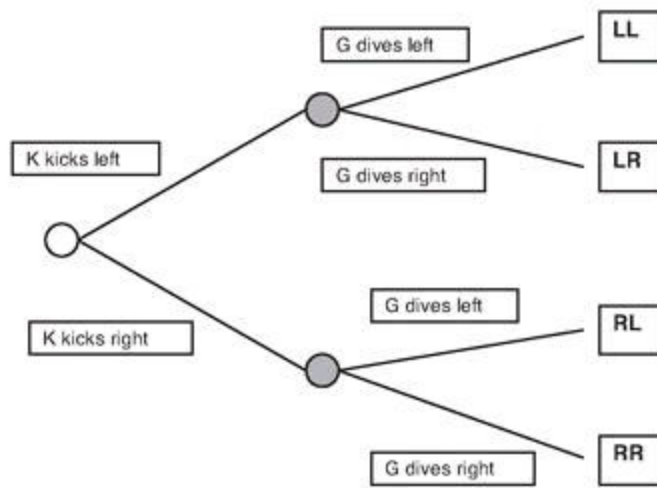 G dives left
LL
K kicks left
G dives right
LR
K kicks right
G dives left
RL
G dives right
RR